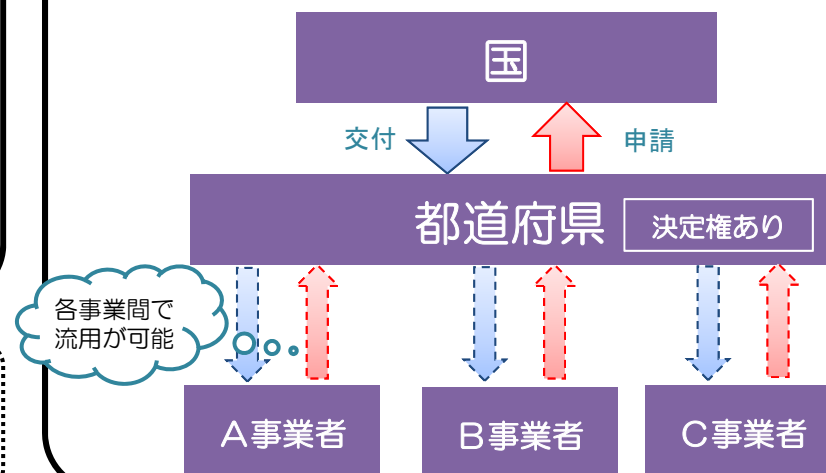 国
交付
申請
都道府県
決定権あり
各事業間で
流用が可能
A事業者
B事業者
C事業者